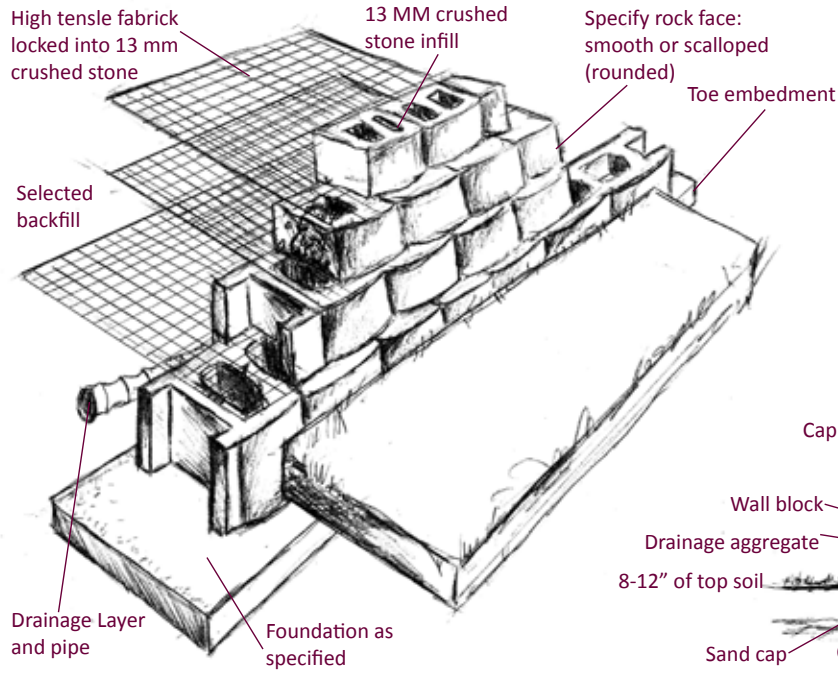 High tensle fabrick
locked into 13 mm
crushed stone
13 MM crushed
stone infill
Specify rock face:
smooth or scalloped
(rounded)
Toe embedment
Selected
backfill
Cap
Wall block
Drainage aggregate
8-12” of top soil
Sand cap
Drainage Layer
and pipe
Foundation as
specified